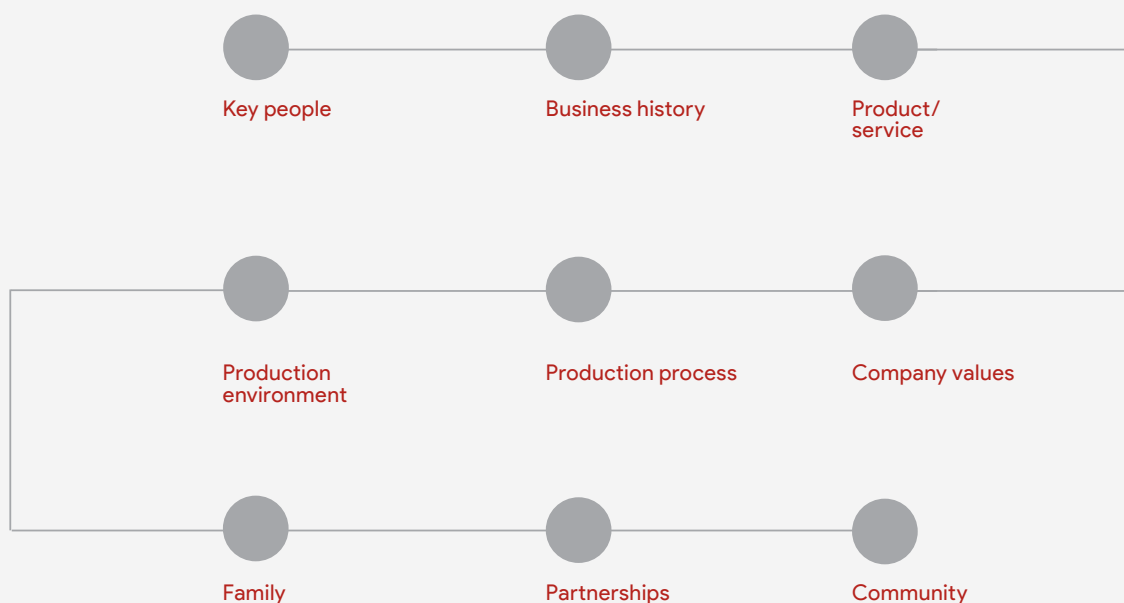 Key people
Business history
Product/
service
Production
environment
Production process
Company values
Family
Partnerships
Community